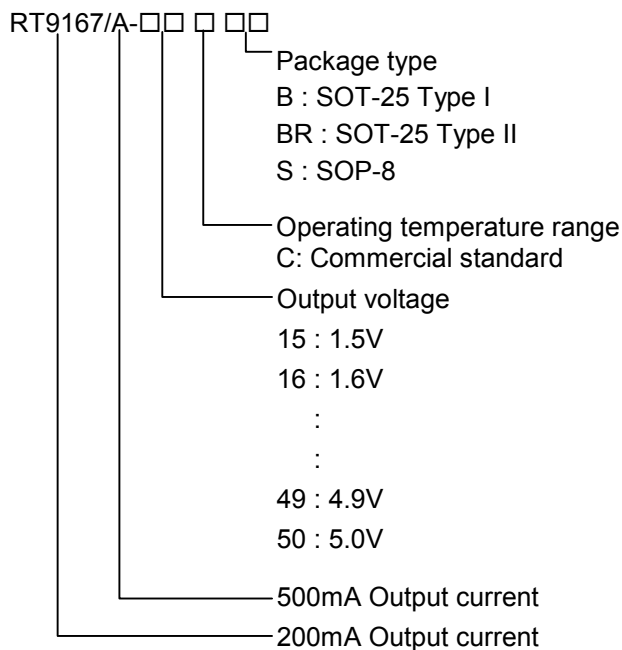 RT9167/A-□□ □ □□
Package type
B : SOT-25 Type I
BR : SOT-25 Type II
S : SOP-8
Operating temperature range
C: Commercial standard
Output voltage
15 : 1.5V
16 : 1.6V
:
:
49 : 4.9V
50 : 5.0V
500mA Output current
200mA Output current